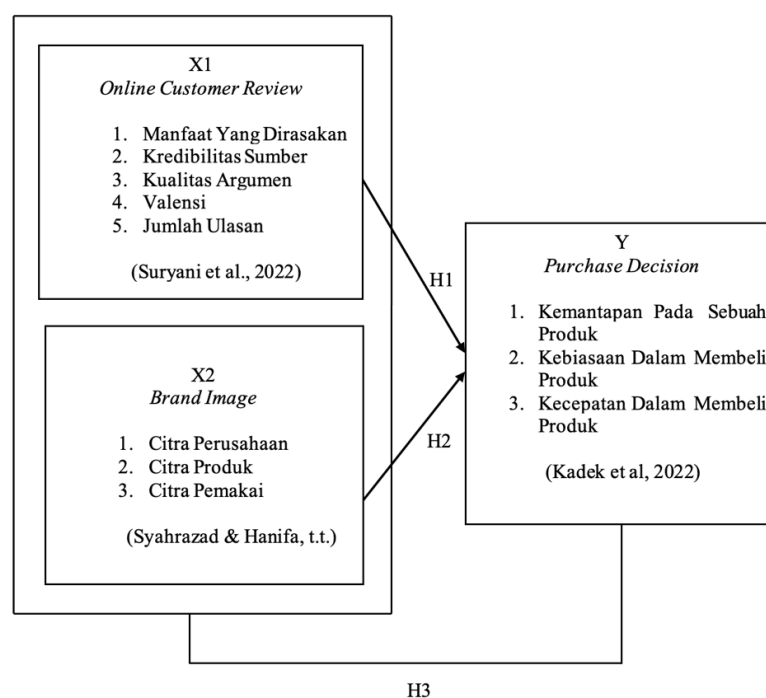 X1
Online Customer Review
1. Manfaat Yang Dirasakan
2. Kredibilitas Sumber
3. Kualitas Argumen
4. Valensi
5. Jumlah Ulasan
(Suryani et al., 2022)
X2
Brand Image
1. Citra Perusahaan
2. Citra Produk
3. Citra Pemakai
(Syahrazad & Hanifa, t.t.)
H1
H2
Y
Purchase Decision
1. Kemantapan Pada Sebuah
Produk
2. Kebiasaan Dalam Membeli
Produk
3. Kecepatan Dalam Membeli
Produk
(Kadek et al, 2022)
H3